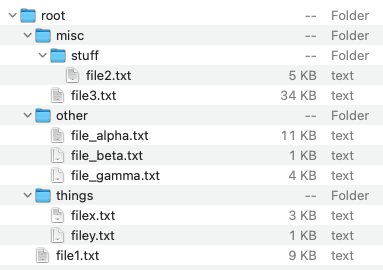 root -- Folder
misc -- Folder
stuff -- Folder
file2.txt 5 KB text
file3.txt 34 KB text
other -- Folder
file_alpha.txt 11 KB text
file_beta.txt 1 KB text
file_gamma.txt 4 KB text
things -- Folder
filex.txt 3 KB text
filey.txt 1 KB text
file1.txt 9 KB text